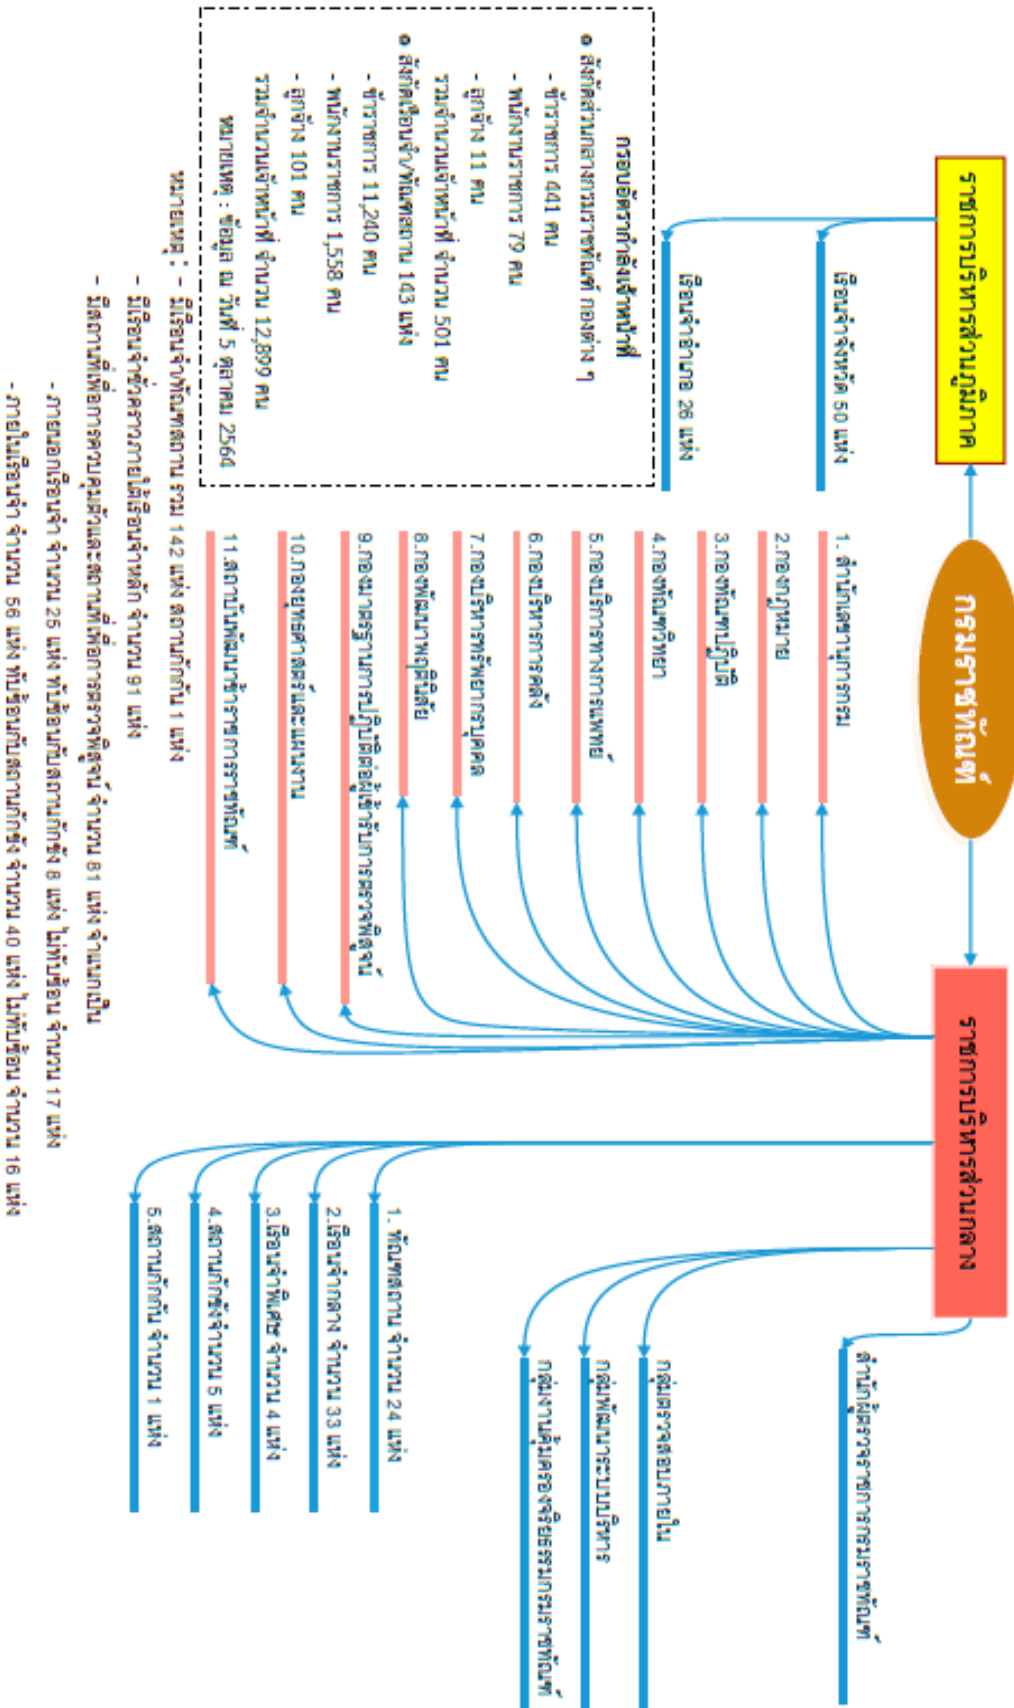 กรมราชทัณฑ์
ราชการบริหารส่วนภูมิภาค
ราชการบริหารส่วนกลาง
เรือนจำจังหวัด 50 แห่ง
เรือนจำอำเภอ 26 แห่ง
1. สำนักเลขานุการกรม
2.กองกฎหมาย
3.กองทัณฑปฏิบัติ
4.กองทัณฑวิทยา
5.กองบริการทางการแพทย์
6.กองบริหารการคลัง
7.กองบริหารทรัพยากรบุคคล
8.กองพัฒนาพฤตินิสัย
9.กองมาตรฐานการปฏิบัติต่อผู้เข้ารับการตรวจพิสูจน์
10.กองยุทธศาสตร์และแผนงาน
11.สถาบันพัฒนาข้าราชการราชทัณฑ์
สำนักผู้ตรวจราชการกรมราชทัณฑ์
กลุ่มตรวจสอบภายใน
กลุ่มพัฒนาระบบบริหาร
กลุ่มงานคุ้มครองจริยธรรมกรมราชทัณฑ์
1. ทัณฑสถาน จำนวน 24 แห่ง
2.เรือนจำกลาง จำนวน 33 แห่ง
3.เรือนจำพิเศษ จำนวน 4 แห่ง
4.สถานกักขังจำนวน 5 แห่ง
5.สถานกักกัน จำนวน 1 แห่ง
กรอบอัตรากำลังเจ้าหน้าที่
• สังกัดส่วนกลางกรมราชทัณฑ์ กองต่าง ๆ
- ข้าราชการ 441 คน
- พนักงานราชการ 79 คน
- ลูกจ้าง 11 คน
รวมจำนวนเจ้าหน้าที่ จำนวน 501 คน
• สังกัดเรือนจำ/ทัณฑสถาน 143 แห่ง
- ข้าราชการ 11,240 คน
- พนักงานราชการ 1,558 คน
- ลูกจ้าง 101 คน
รวมจำนวนเจ้าหน้าที่ จำนวน 12,899 คน
หมายเหตุ : ข้อมูล ณ วันที่ 5 ตุลาคม 2564
หมายเหตุ : - มีเรือนจำ/ทัณฑสถาน รวม 142 แห่ง สถานกักกัน 1 แห่ง
- มีเรือนจำชั่วคราวภายใต้เรือนจำหลัก จำนวน 91 แห่ง
- มีสถานที่เพื่อการควบคุมตัวและสถานที่เพื่อการตรวจพิสูจน์ จำนวน 81 แห่ง จำแนกเป็น
- ภายนอกเรือนจำ จำนวน 25 แห่ง ทับซ้อนกับสถานกักขัง 8 แห่ง ไม่ทับซ้อน จำนวน 17 แห่ง
- ภายในเรือนจำ จำนวน 56 แห่ง ทับซ้อนกับสถานกักขัง จำนวน 40 แห่ง ไม่ทับซ้อน จำนวน 16 แห่ง